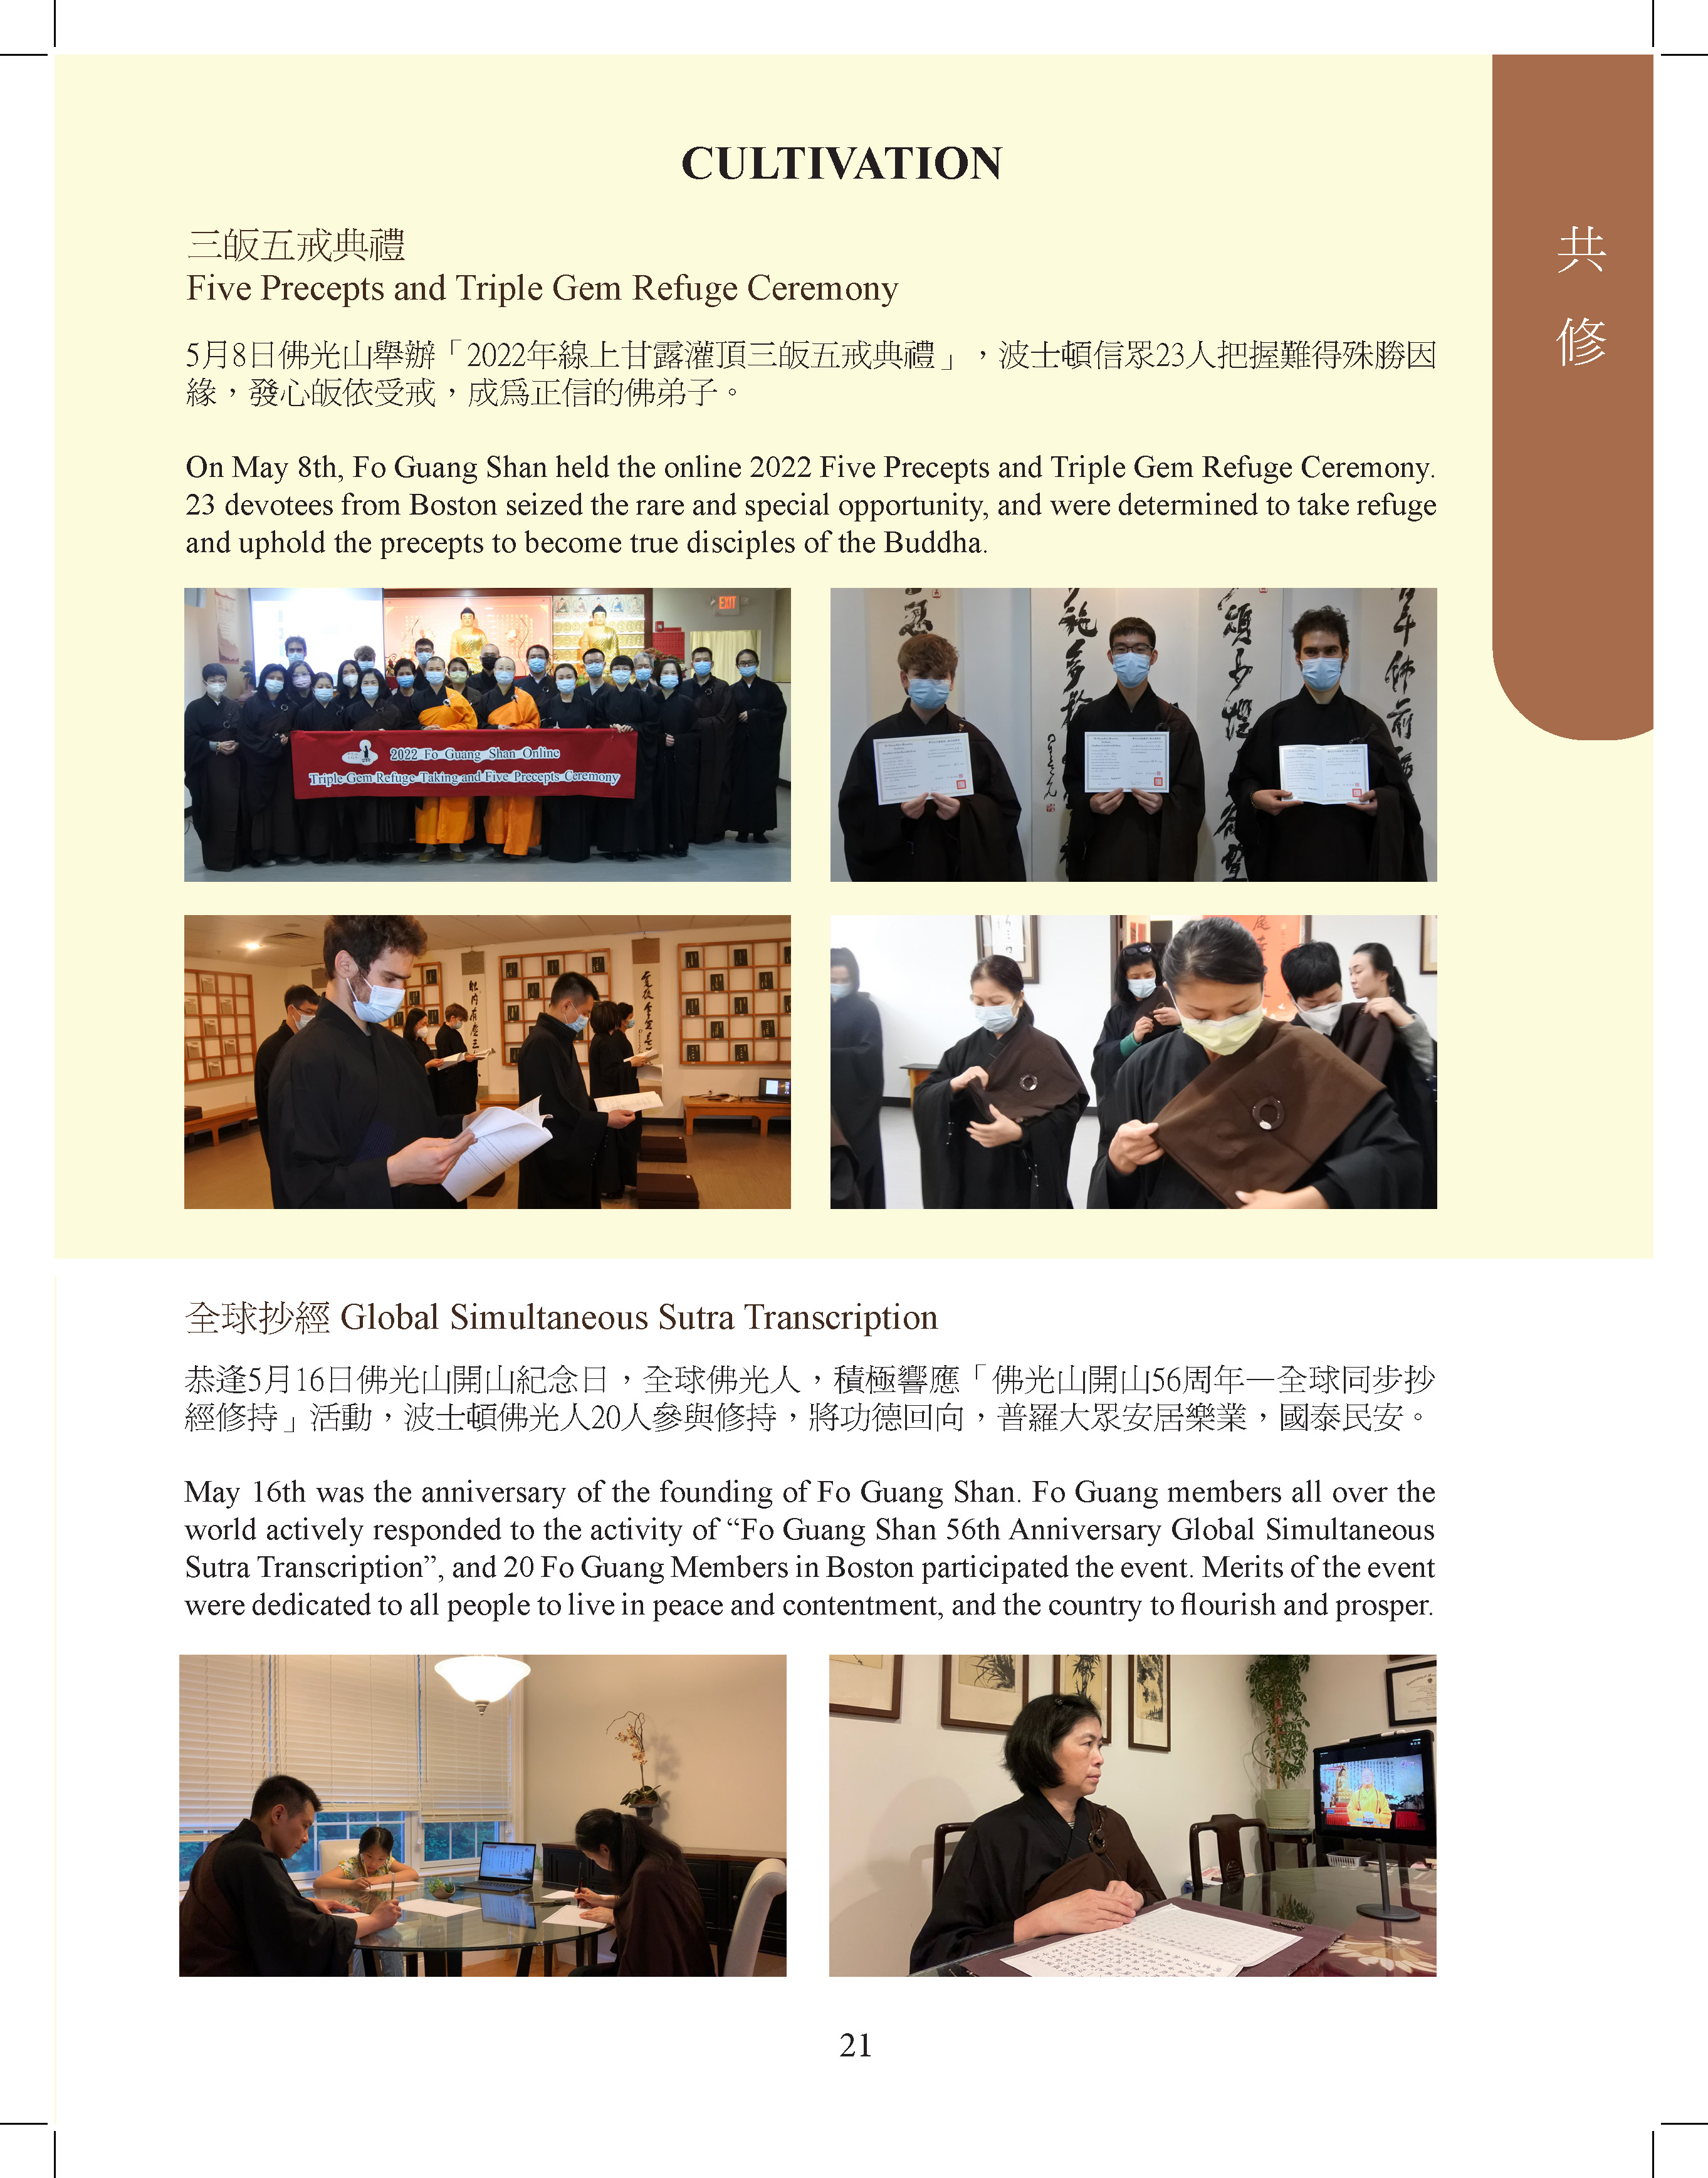 CULTIVATION
共
修
三皈五戒典禮
Five Precepts and Triple Gem Refuge Ceremony
5月8日佛光山舉辦「2022年線上甘露灌頂三皈五戒典禮」，波士頓信眾23人把握難得殊勝因
緣，發心皈依受戒，成為正信的佛弟子。
On May 8th, Fo Guang Shan held the online 2022 Five Precepts and Triple Gem Refuge Ceremony.
23 devotees from Boston seized the rare and special opportunity, and were determined to take refuge
and uphold the precepts to become true disciples of the Buddha.
EXIT
2022 Fo Guang Shan Online
Triple Gem Refuge Taking and Five Precepts Ceremony
全球抄經 Global Simultaneous Sutra Transcription
恭逢5月16日佛光山開山紀念日，全球佛光人，積極響應「佛光山開山56周年—全球同步抄
經修持」活動，波士頓佛光人20人參與修持，將功德回向，普羅大眾安居樂業，國泰民安。
May 16th was the anniversary of the founding of Fo Guang Shan. Fo Guang members all over the
world actively responded to the activity of “Fo Guang Shan 56th Anniversary Global Simultaneous
Sutra Transcription”, and 20 Fo Guang Members in Boston participated the event. Merits of the event
were dedicated to all people to live in peace and contentment, and the country to flourish and prosper.
21